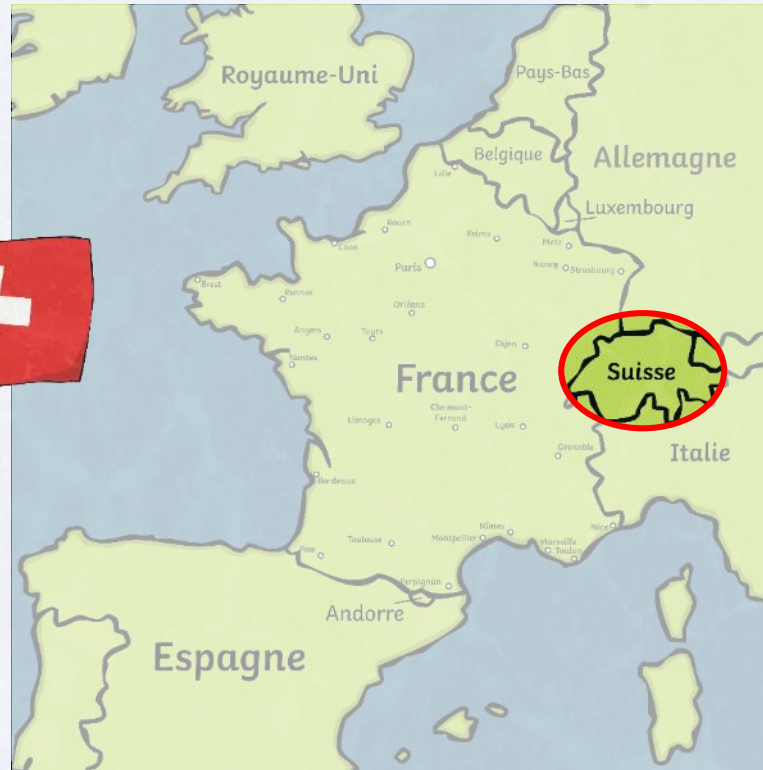 Royaume-Uni
Pays-Bas
Belgique
Allemagne
Lille
Luxembourg
Rouen
Reims
Caen
Metz
Paris
Nancy
Strasbourg
Brest
Rennes
Orléans
Angers
Tours
Dijon
Nantes
Suisse
France
Clermont-
Ferrand
Limoges
Lyon
Grenoble
Italie
Bordeaux
Nîmes
Nice
Toulouse
Montpellier
Marseille
Toulon
Pau
Perpignan
Andorre
Espagne